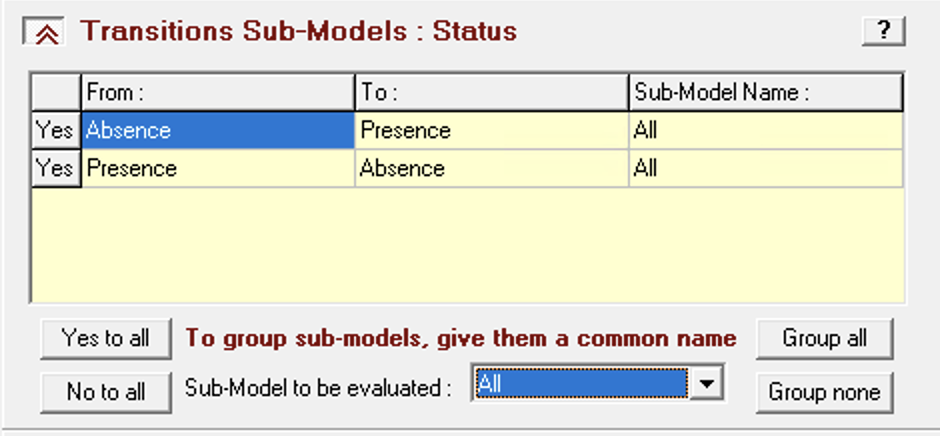 Transitions Sub-Models : Status
?
From : To : Sub-Model Name :
Yes Absence Presence All
Yes Presence Absence All
Yes to all To group sub-models, give them a common name Group all
No to all Sub-Model to be evaluated : All Group none